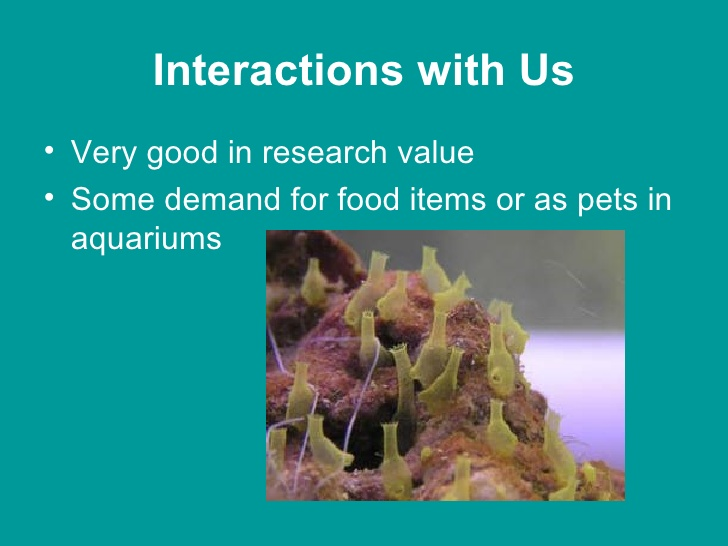 Interactions with Us
• Very good in research value
• Some demand for food items or as pets in
aquariums